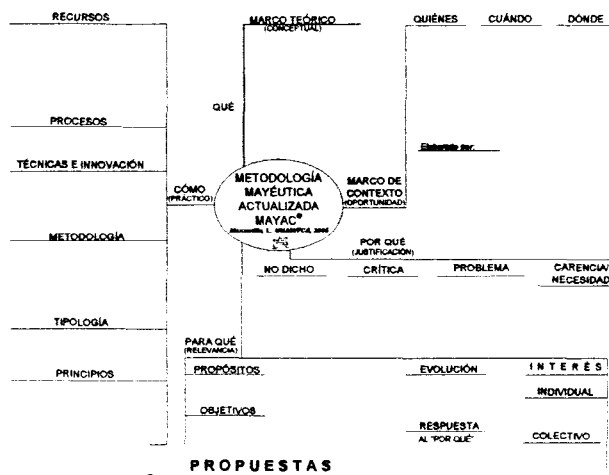 RECURSOS
MARCO TEÓRICO
(CONCEPTUAL)
QUIÉNES
CUÁNDO
DÓNDE
QUÉ
PROCESOS
TÉCNICAS E INNOVACIÓN
Elaborado por:
CÓMO
(PRÁCTICO)
METODOLOGÍA
MAYÉUTICA
ACTUALIZADA
MAYAC®
MARCO DE
CONTEXTO
(OPORTUNIDAD)
METODOLOGÍA
POR QUÉ
(JUSTIFICACIÓN)
NO DICHO
CRÍTICA
PROBLEMA
CARENCIA/
NECESIDAD
TIPOLOGÍA
PARA QUÉ
(RELEVANCIA)
PRINCIPIOS
PROPÓSITOS
EVOLUCIÓN
INTERÉS
INDIVIDUAL
OBJETIVOS
RESPUESTA
AL "POR QUÉ"
COLECTIVO
PROPUESTAS